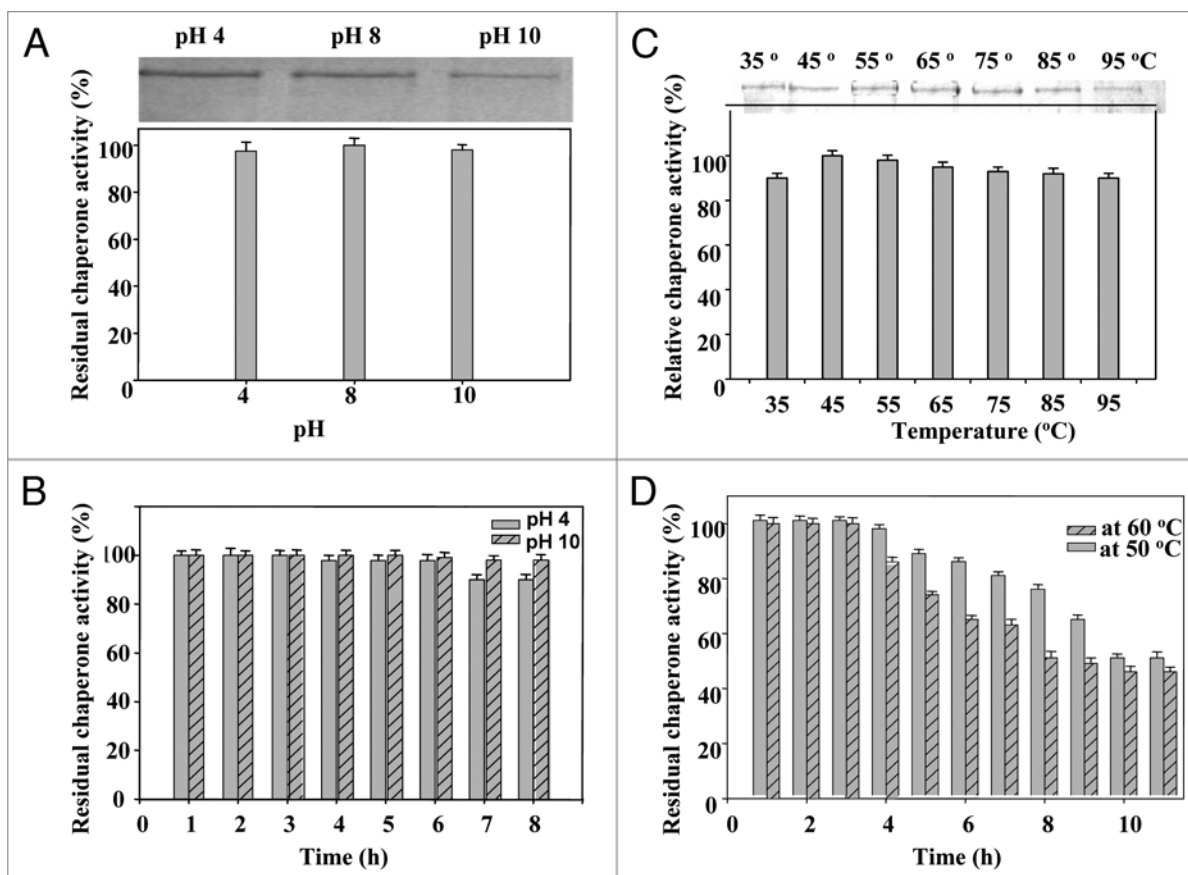 A
pH 4 pH 8 pH 10
Residual chaperone activity (%)
100
80
60
40
20
0
4 8 10
pH
C
35 º 45 º 55 º 65 º 75 º 85 º 95 ºC
Relative chaperone activity (%)
100
80
60
40
20
0
35 45 55 65 75 85 95
Temperature (ºC)
B
Residual chaperone activity (%)
pH 4
pH 10
100
80
60
40
20
0
0 1 2 3 4 5 6 7 8
Time (h)
D
Residual chaperone activity (%)
at 60 ºC
at 50 ºC
100
80
60
40
20
0
0 2 4 6 8 10
Time (h)